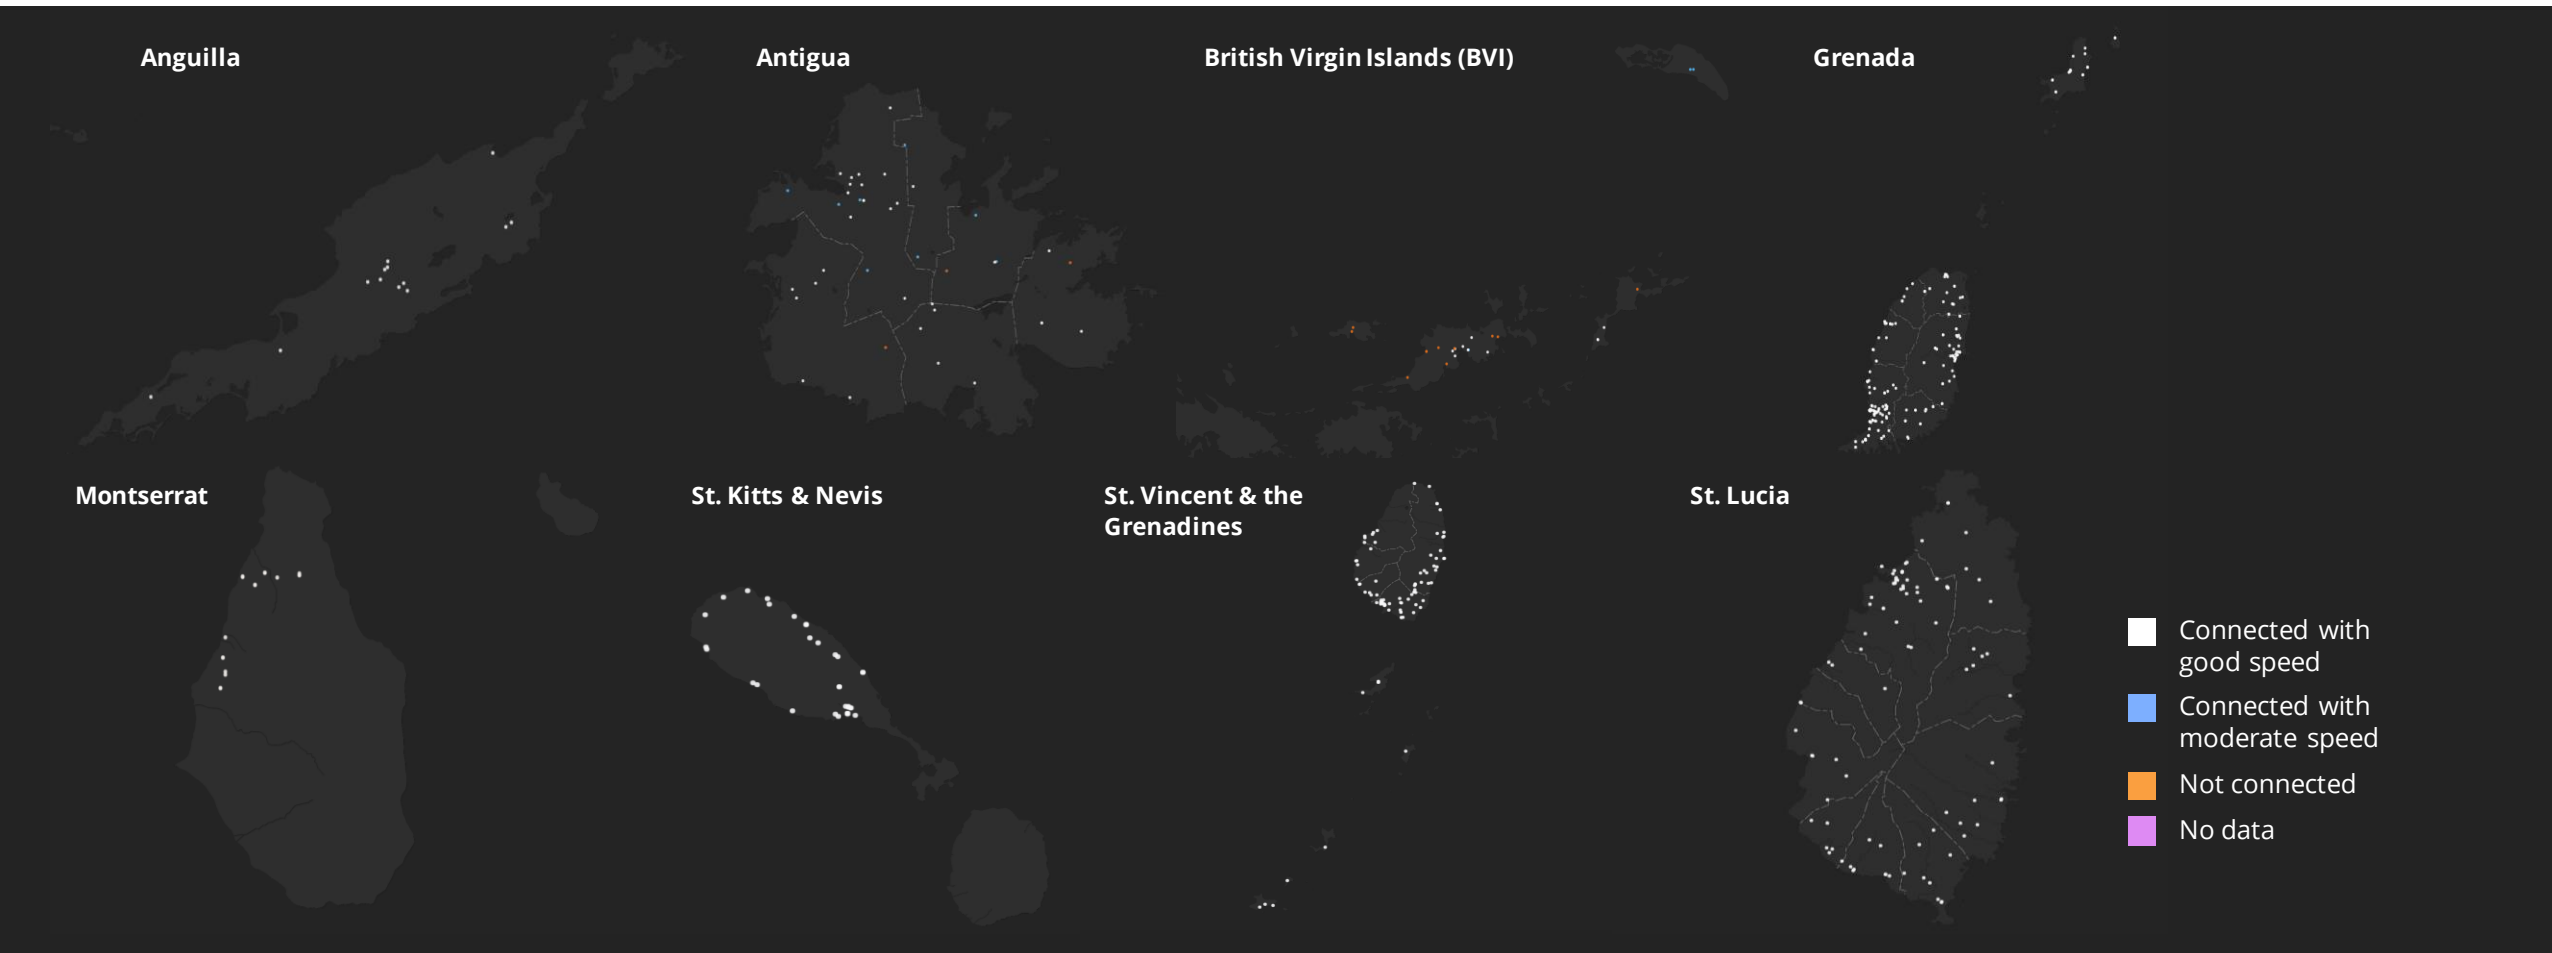 Anguilla
Antigua
British Virgin Islands (BVI)
Grenada
Montserrat
St. Kitts & Nevis
St. Vincent & the
Grenadines
St. Lucia
Connected with
good speed
Connected with
moderate speed
Not connected
No data